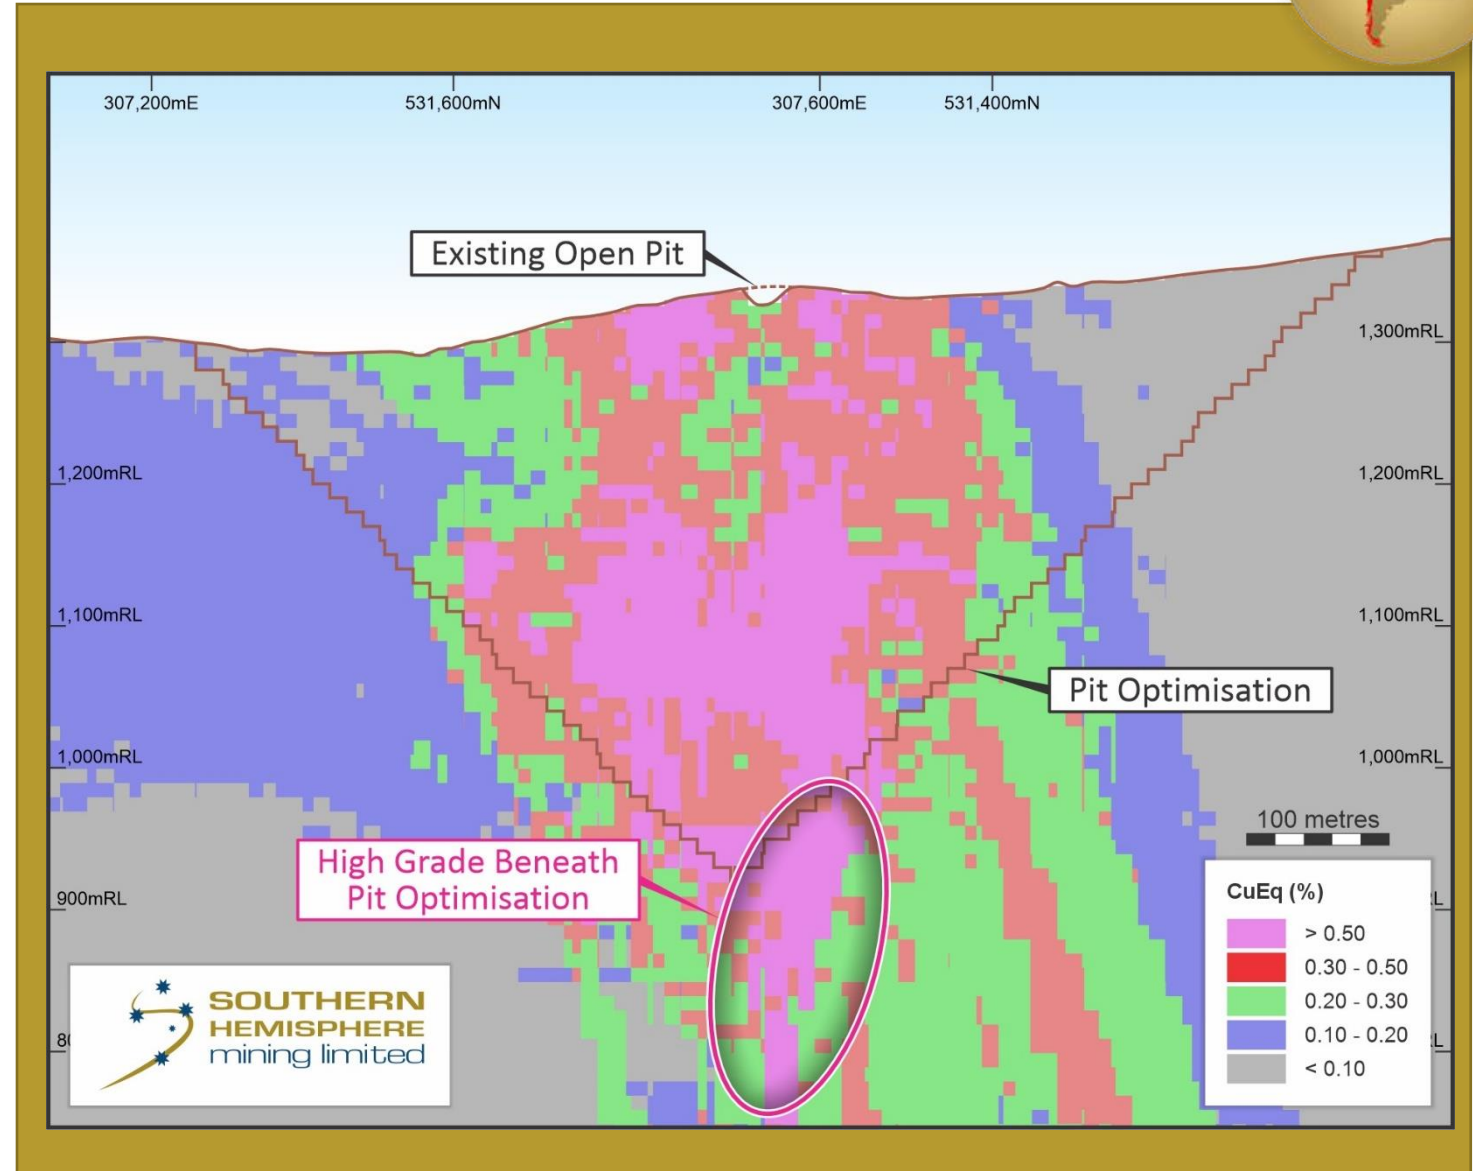 307,200mE
531,600mN
307,600mE
531,400mN
Existing Open Pit
1,300mRL
1,200mRL
1,200mRL
1,100mRL
1,100mRL
Pit Optimisation
1,000mRL
1,000mRL
100 metres
High Grade Beneath
Pit Optimisation
900mRL
CuEq (%)
> 0.50
0.30 - 0.50
0.20 - 0.30
0.10 - 0.20
< 0.10
SOUTHERN
HEMISPHERE
mining limited